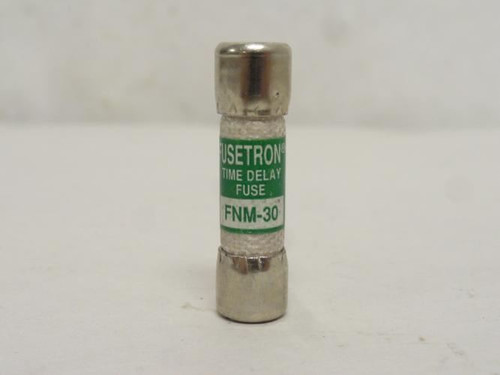 FUSETRON®
TIME DELAY
FUSE
FNM-30